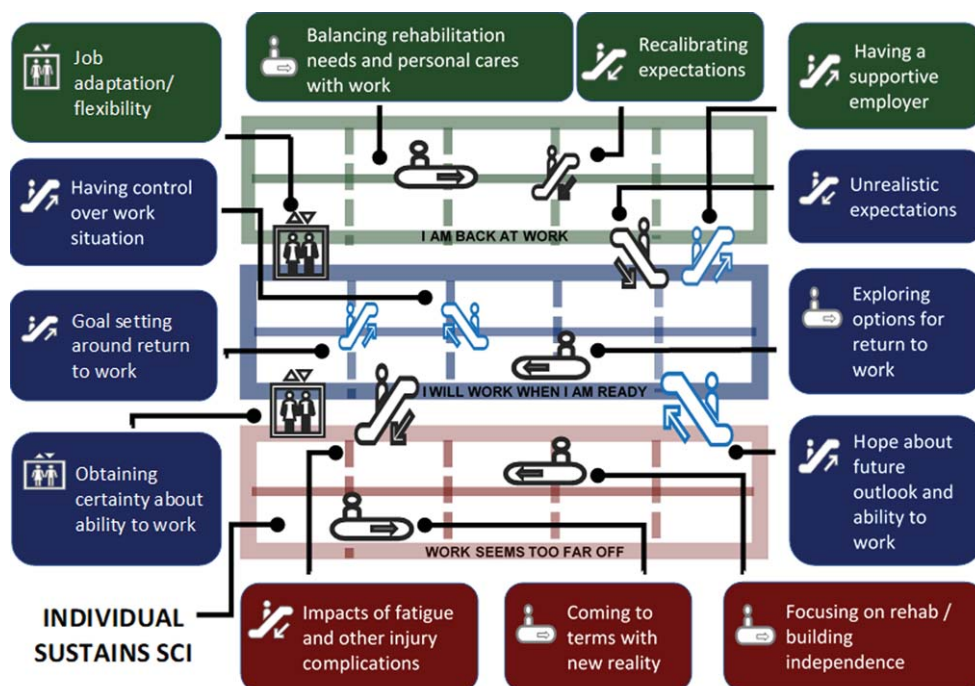 Job
adaptation/
flexibility
Balancing rehabilitation
needs and personal cares
with work
Recalibrating
expectations
Having a
supportive
employer
Having control
over work
situation
Unrealistic
expectations
I AM BACK AT WORK
Goal setting
around return
to work
Exploring
options for
return to
work
I WILL WORK WHEN I AM READY
Obtaining
certainty about
ability to work
Hope about
future
outlook and
ability to
work
WORK SEEMS TOO FAR OFF
INDIVIDUAL
SUSTAINS SCI
Impacts of fatigue
and other injury
complications
Coming to
terms with
new reality
Focusing on rehab /
building
independence